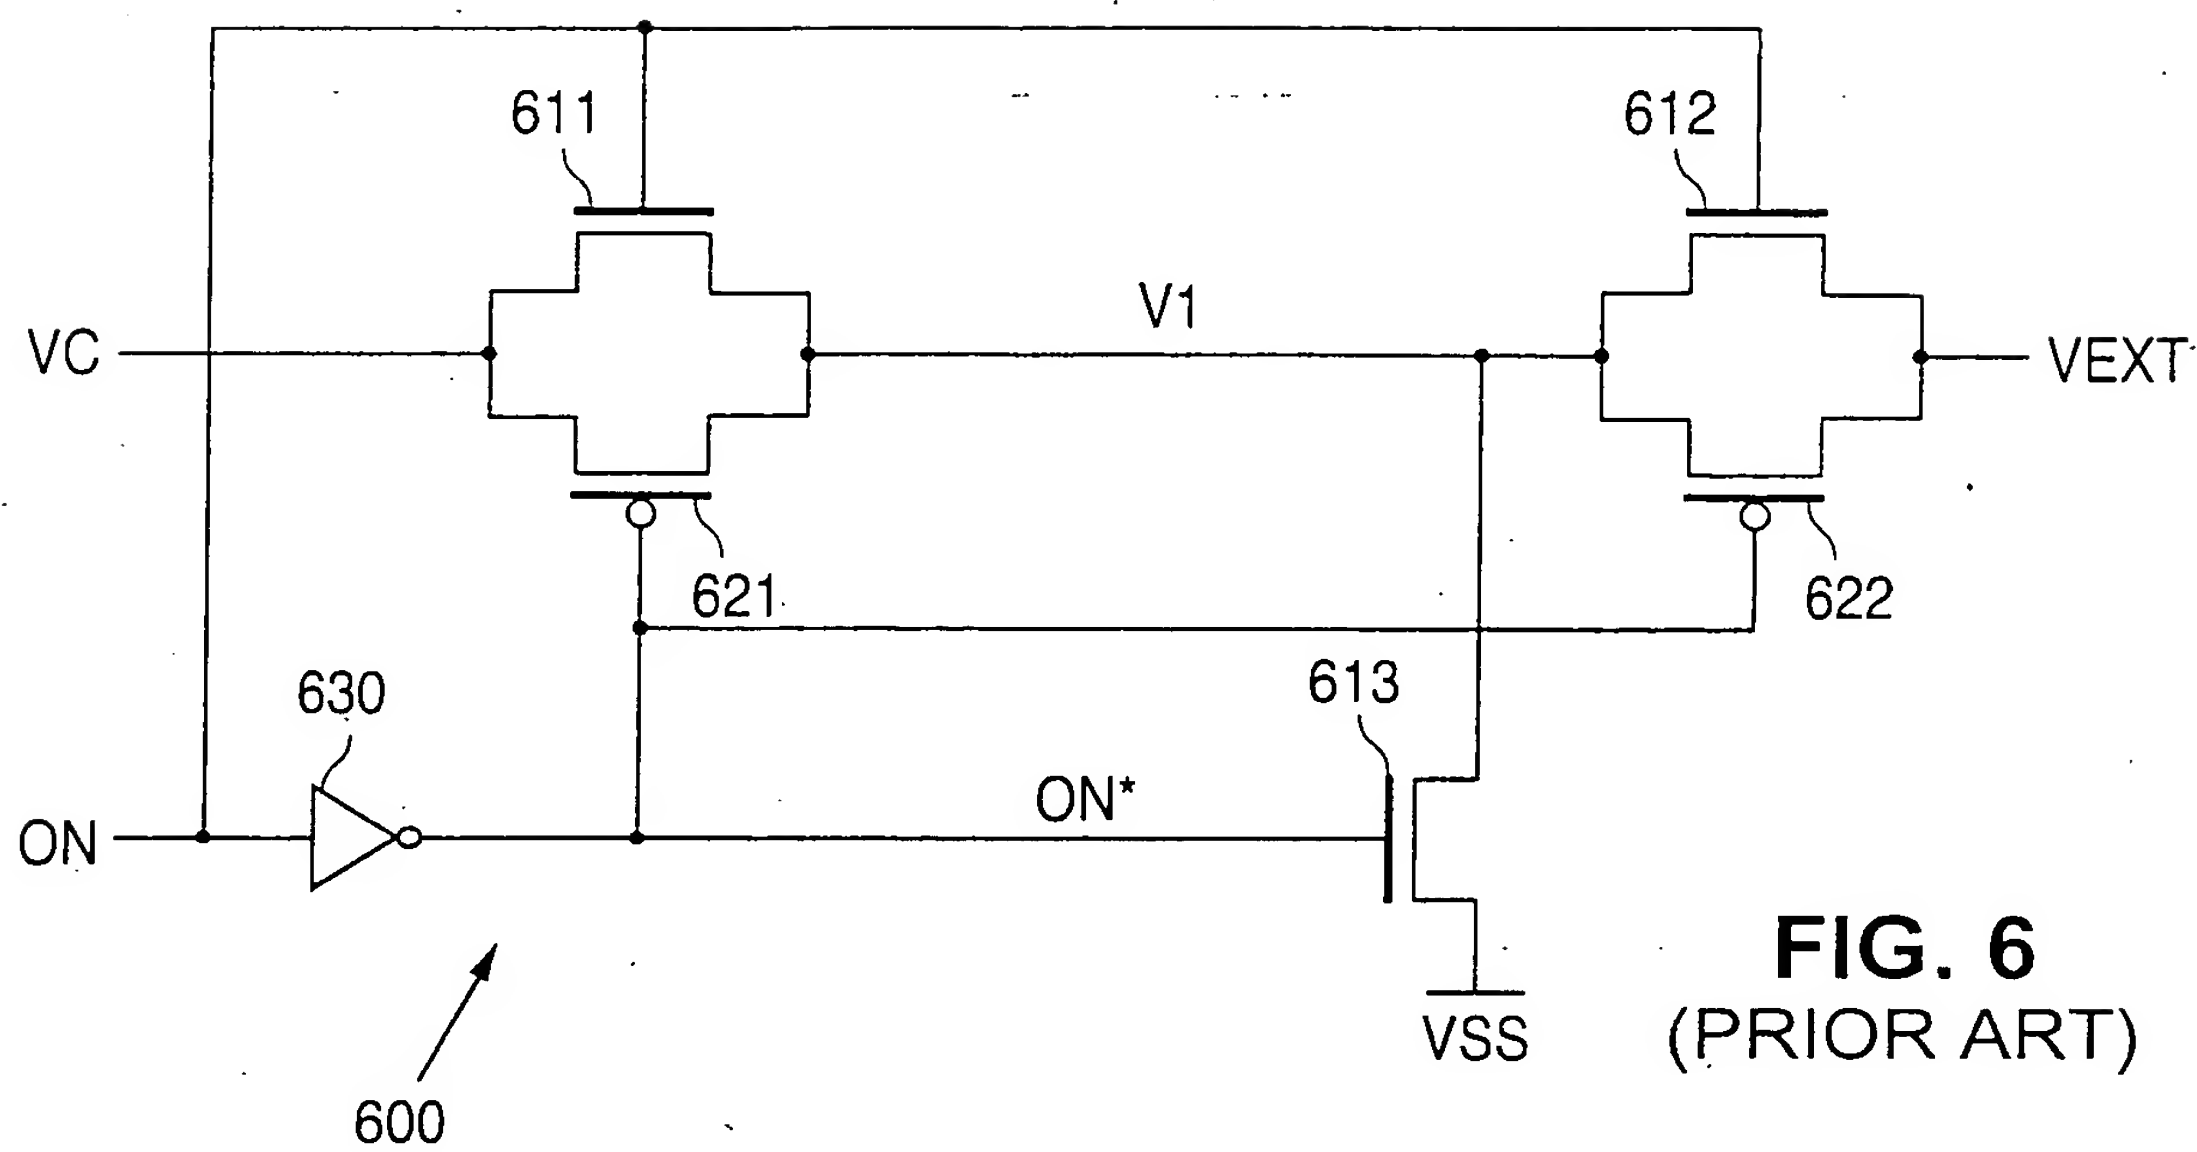 611
612
V1
VC
VEXT
621
622
630
613
ON*
ON
FIG. 6
VSS
(PRIOR ART)
600